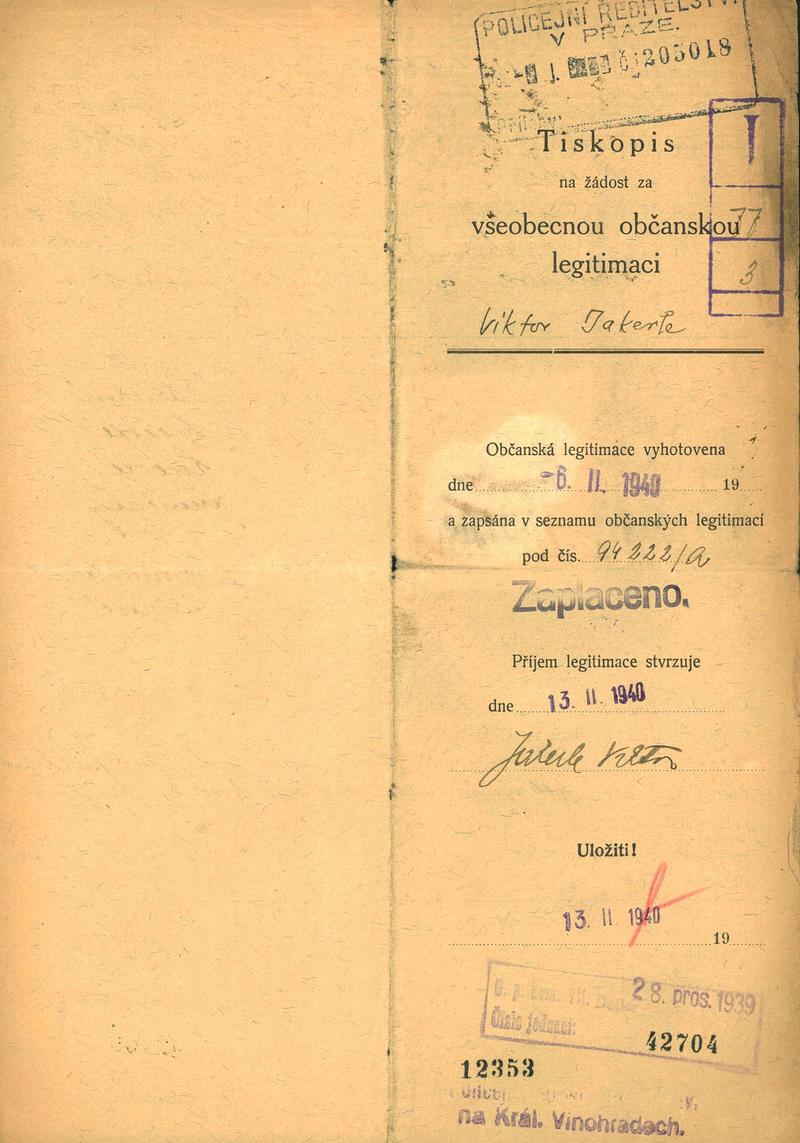 POLICEJNÍ ŘEDITELSTVÍ
V PRAZE.
1. č. 205018
I
Tiskopis
na žádost za
všeobecnou občanskou
77
legitimaci
3
Viktor
Občanská legitimace vyhotovena
dne -6. II. 1940 19
a zapsána v seznamu občanských legitimací
pod čís. 94222/a
Zaplaceno.
Příjem legitimace stvrzuje
dne 13. II. 1940
Uložiti!
13. II 1940
19
28. pros. 1939
Číslo jednací:
42704
12353
na Král. Vinohradech.